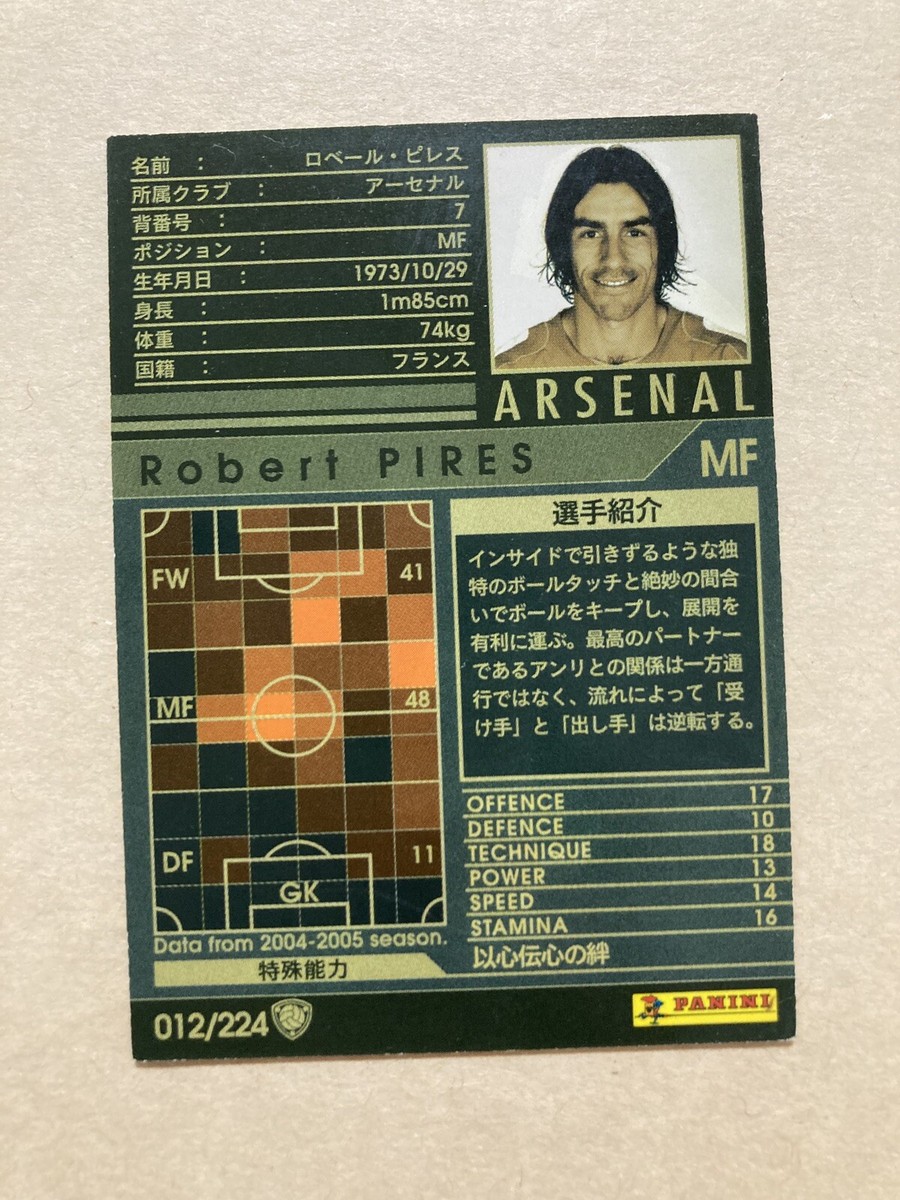 名前 : ロベール・ピレス
所属クラブ : アーセナル
背番号 : 7
ポジション : MF
生年月日 : 1973/10/29
身長 : 1m85cm
体重 : 74kg
国籍 : フランス
ARSENAL
Robert PIRES
MF
FW 41
MF 48
DF 11
GK
Data from 2004-2005 season.
選手紹介
インサイドで引きずるような独
特のボールタッチと絶妙の間合
いでボールをキープし、展開を
有利に運ぶ。最高のパートナー
であるアンリとの関係は一方通
行ではなく、流れによって「受
け手」と「出し手」は逆転する。
OFFENCE 17
DEFENCE 10
TECHNIQUE 18
POWER 13
SPEED 14
STAMINA 16
特殊能力
以心伝心の絆
012/224
PANINI